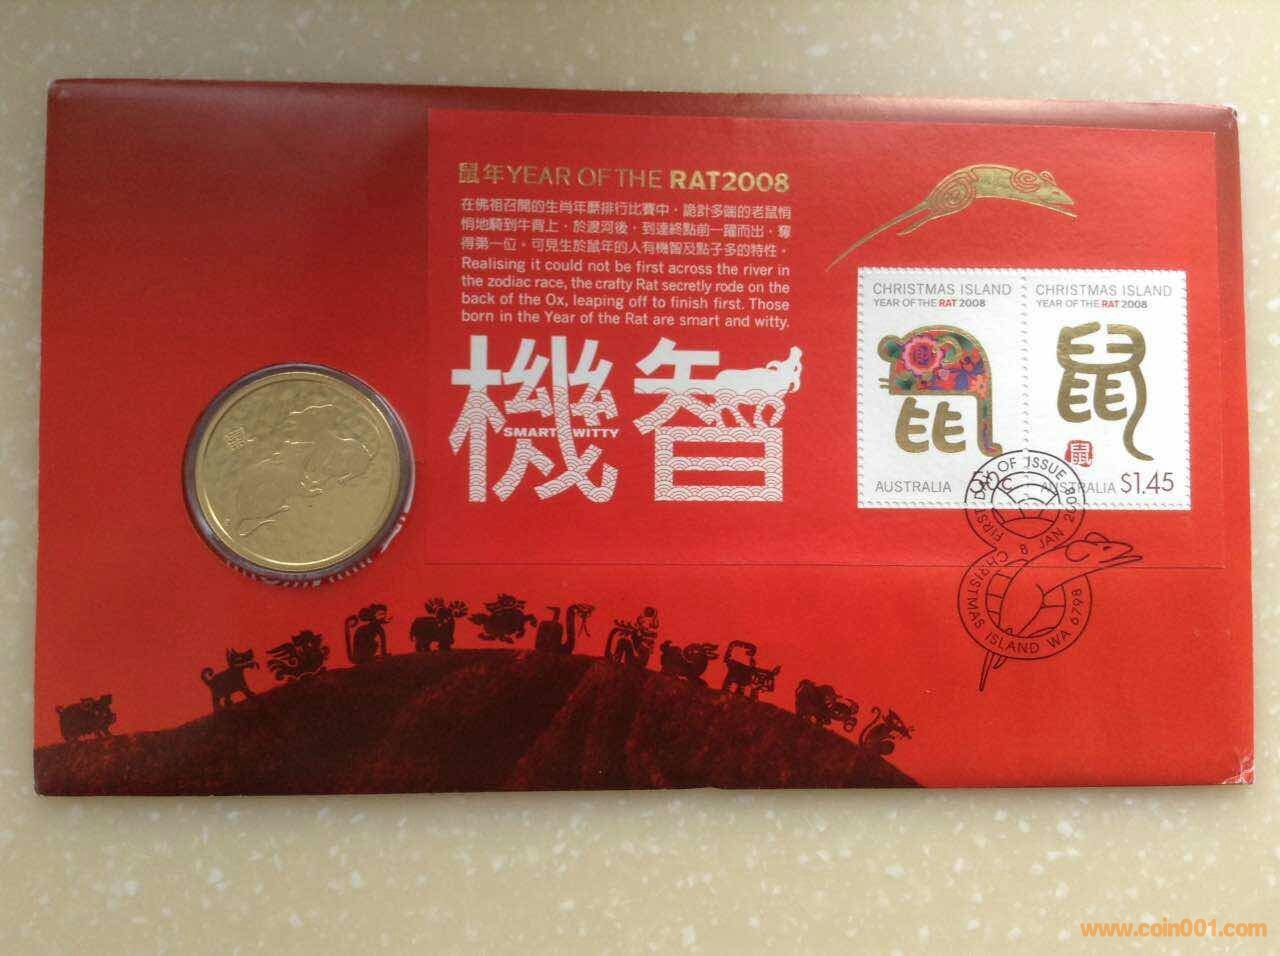 鼠年YEAR OF THE RAT2008
在佛祖召開的生肖年曆排行比賽中，詭計多端的老鼠悄
悄地騎到牛背上，於渡河後，到達終點前一躍而出，奪
得第一位。可見生於鼠年的人有機智及點子多的特性。
Realising it could not be first across the river in
the zodiac race, the crafty Rat secretly rode on the
back of the Ox, leaping off to finish first. Those
born in the Year of the Rat are smart and witty.
機智
SMART WITTY
CHRISTMAS ISLAND
YEAR OF THE RAT 2008
AUSTRALIA
CHRISTMAS ISLAND
YEAR OF THE RAT 2008
鼠
鼠
AUSTRALIA $1.45
FIRST DAY OF ISSUE
8 JAN 2008
CHRISTMAS ISLAND WA 6798
鼠
www.coin001.com